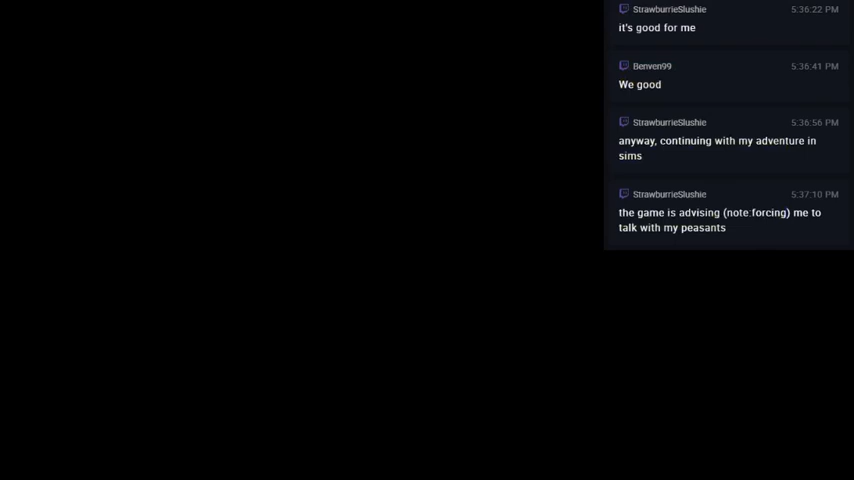 StrawburrieSlushie 5:36:22 PM
it's good for me
Benven99 5:36:41 PM
We good
StrawburrieSlushie 5:36:56 PM
anyway, continuing with my adventure in
sims
StrawburrieSlushie 5:37:10 PM
the game is advising (note:forcing) me to
talk with my peasants